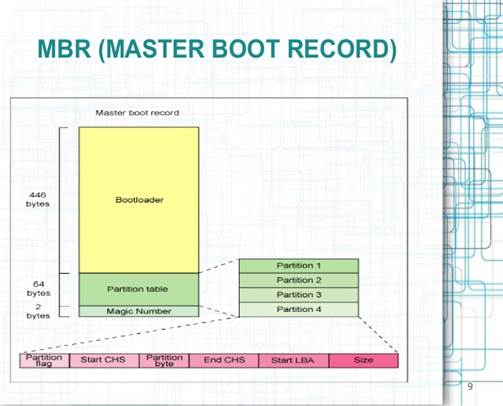 MBR (MASTER BOOT RECORD)
Master boot record
446
bytes
Bootloader
64
bytes
Partition table
2
bytes
Magic Number
Partition 1
Partition 2
Partition 3
Partition 4
Partition
flag
Start CHS
Partition
byte
End CHS
Start LBA
Size
9